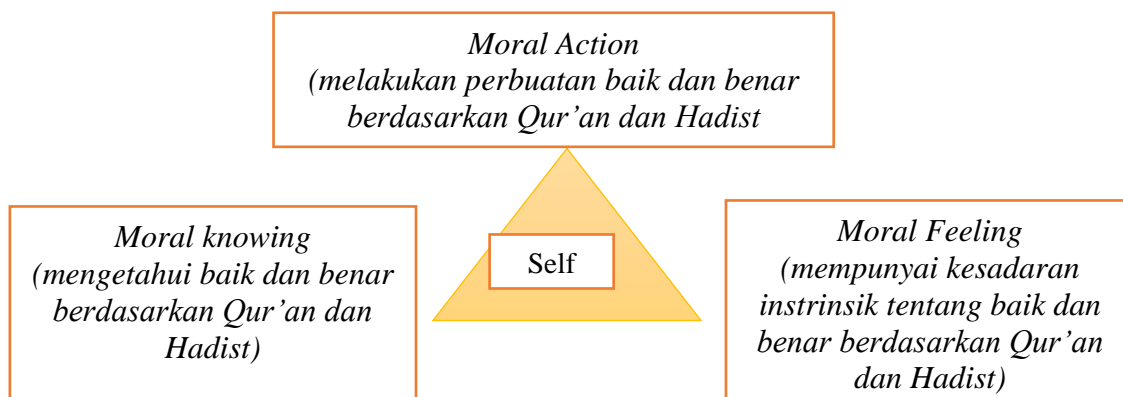 Moral Action
(melakukan perbuatan baik dan benar
berdasarkan Qur’an dan Hadist
Moral knowing
(mengetahui baik dan benar
berdasarkan Qur’an dan
Hadist)
Self
Moral Feeling
(mempunyai kesadaran
instrinsik tentang baik dan
benar berdasarkan Qur’an
dan Hadist)